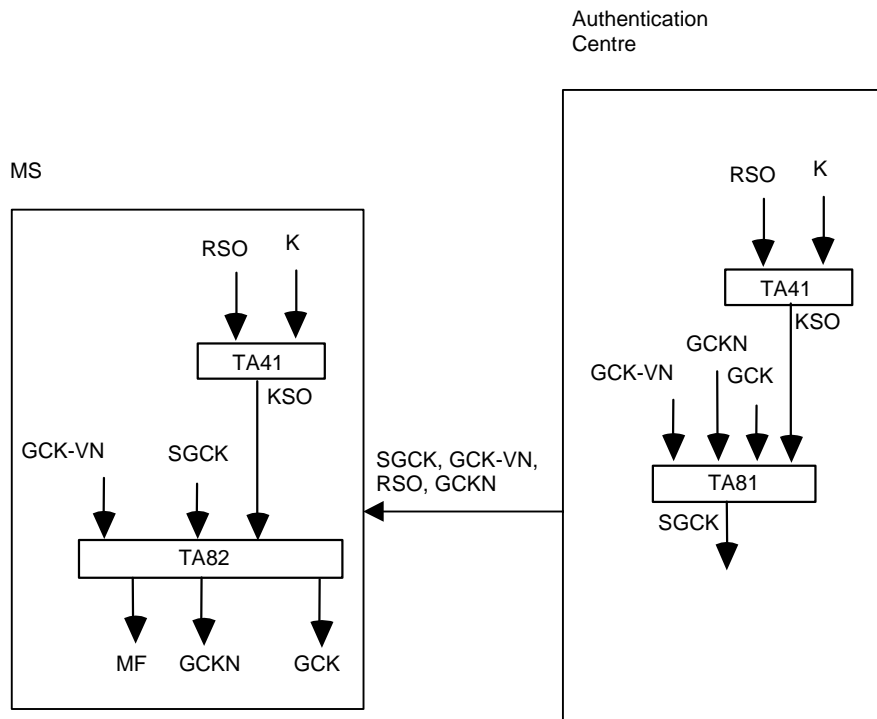 Authentication
Centre
MS
RSO
K
TA41
KSO
GCK-VN
SGCK
TA82
MF
GCKN
GCK
SGCK, GCK-VN,
RSO, GCKN
RSO
K
TA41
KSO
GCKN
GCK-VN
GCK
TA81
SGCK